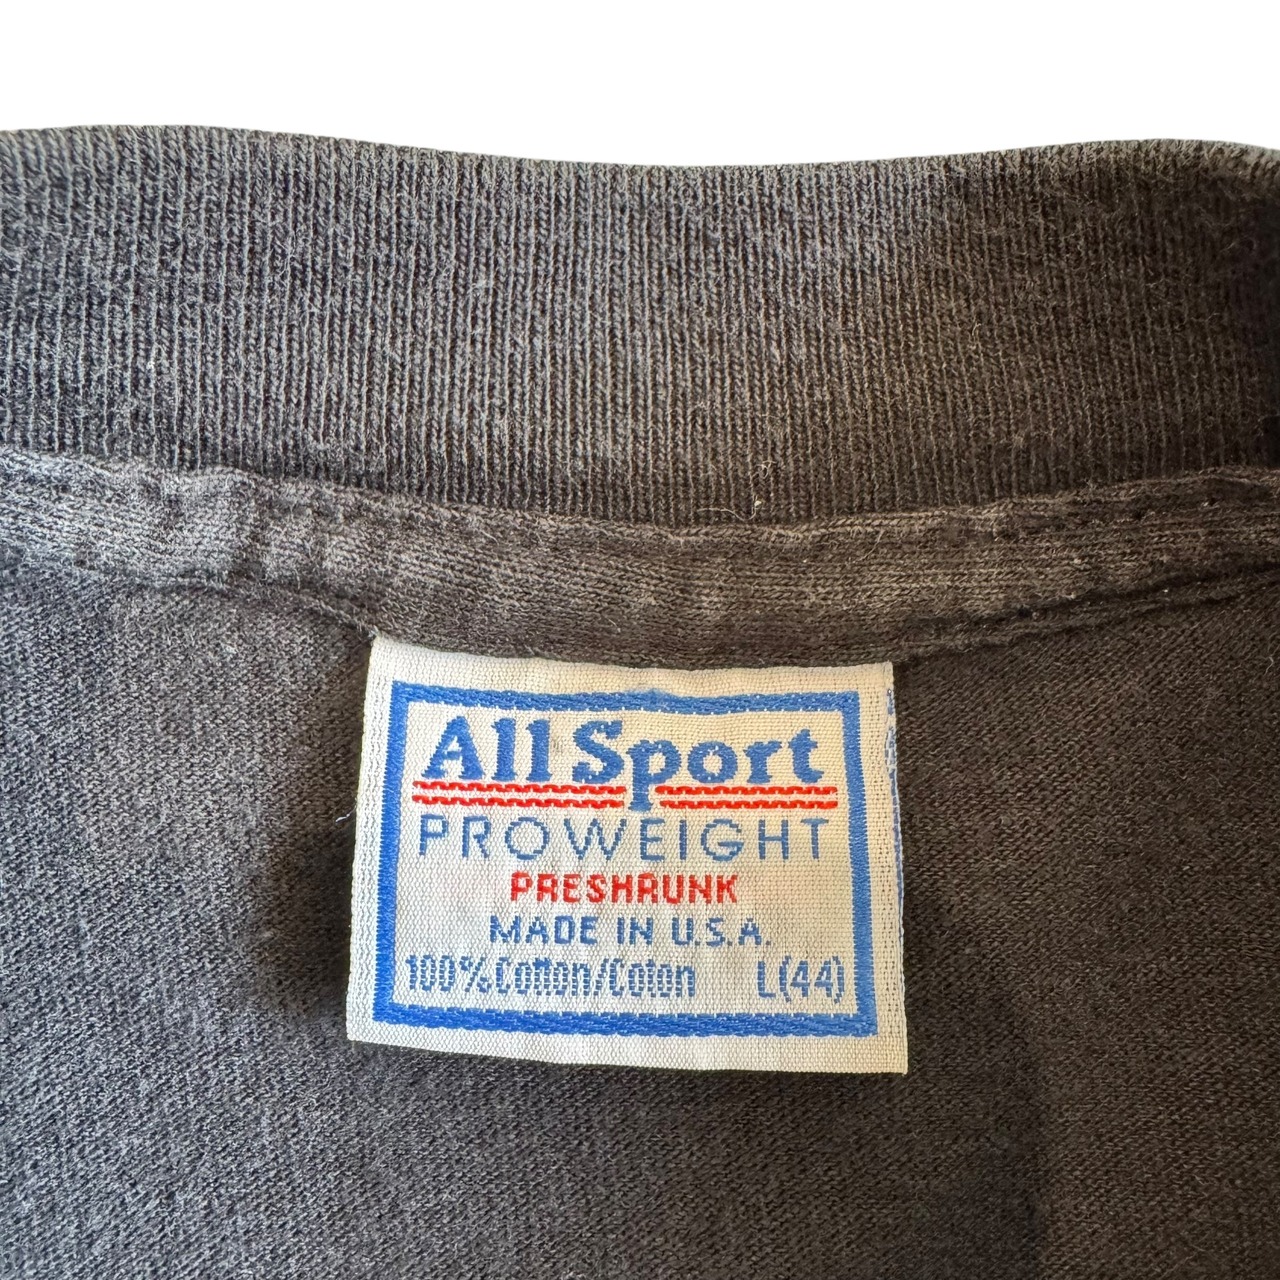 All Sport
PROWEIGHT
PRESHRUNK
MADE IN U.S.A.
100% Cotton/Coton L(44)